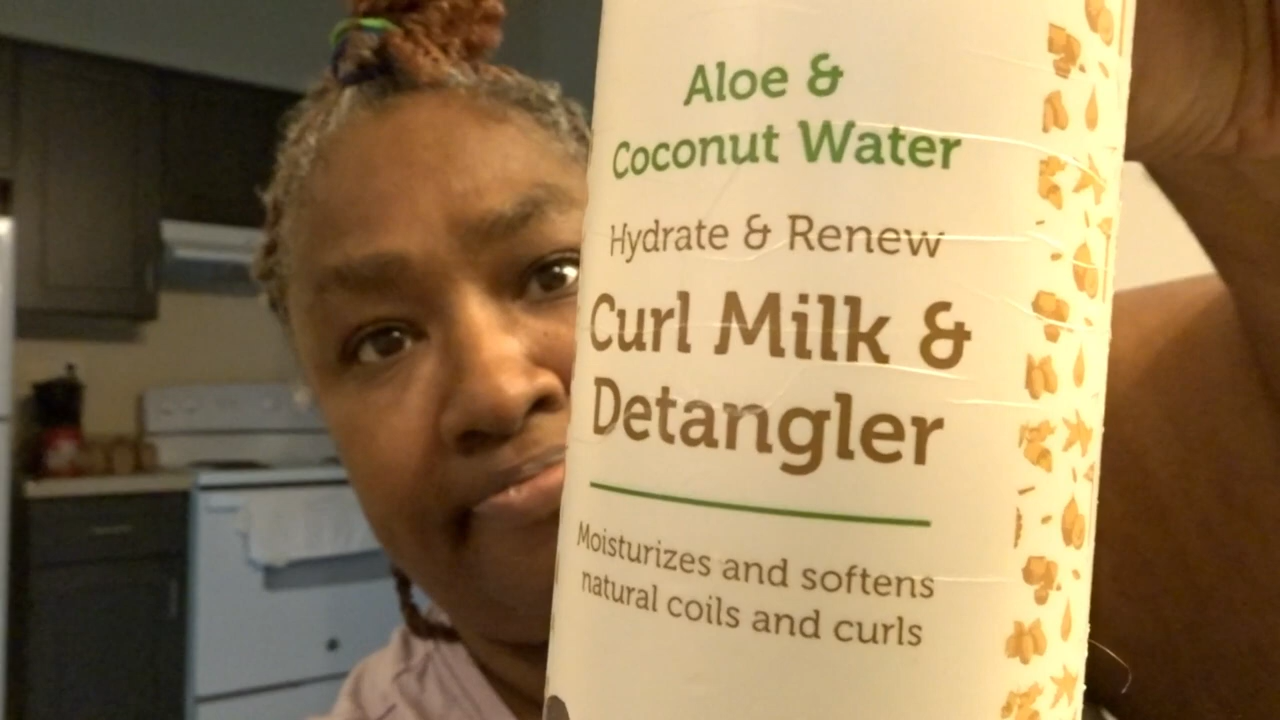 Aloe &
Coconut Water
Hydrate & Renew
Curl Milk &
Detangler
Moisturizes and softens
natural coils and curls